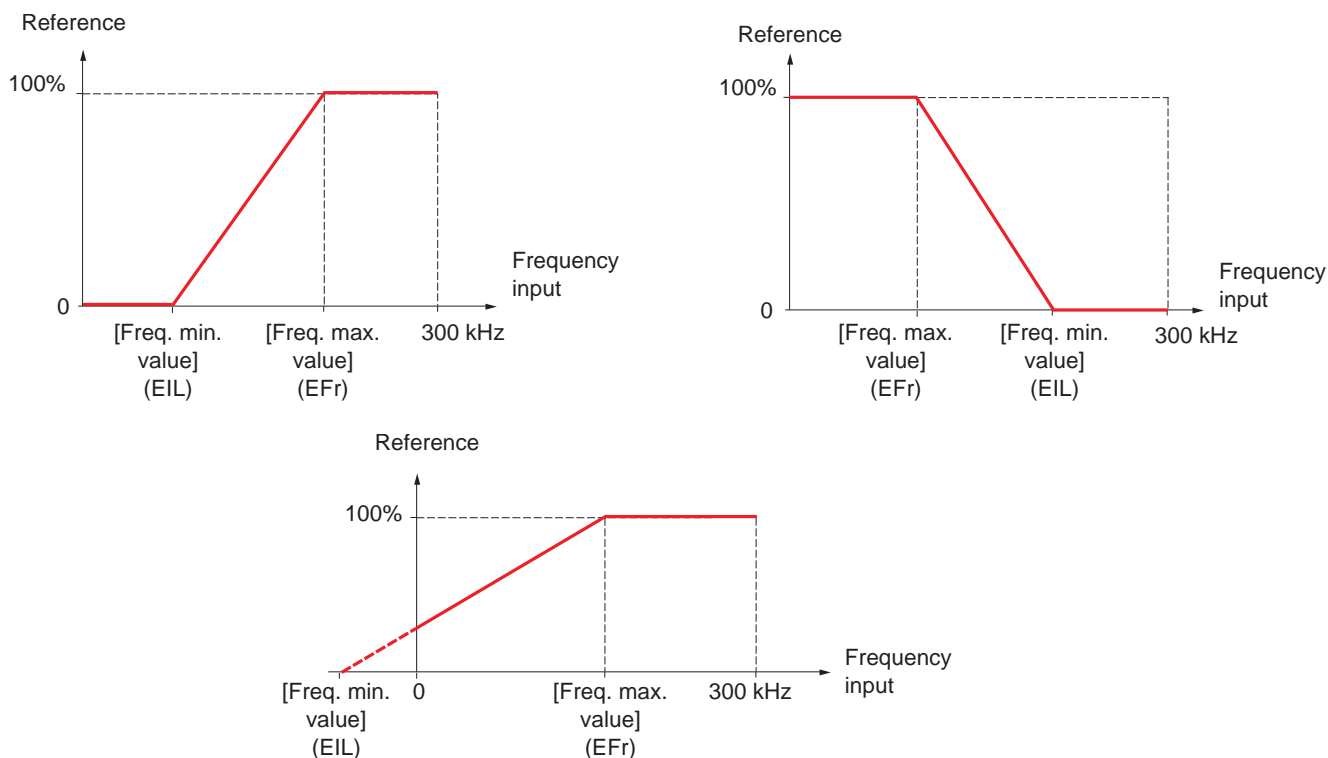 Reference
100%
0
Frequency
input
[Freq. min.
value]
(EIL)
[Freq. max.
value]
(EFr)
300 kHz
Reference
100%
0
Frequency
input
[Freq. max.
value]
(EFr)
[Freq. min.
value]
(EIL)
300 kHz
Reference
100%
Frequency
input
[Freq. min.
value]
(EIL)
0
[Freq. max.
value]
(EFr)
300 kHz